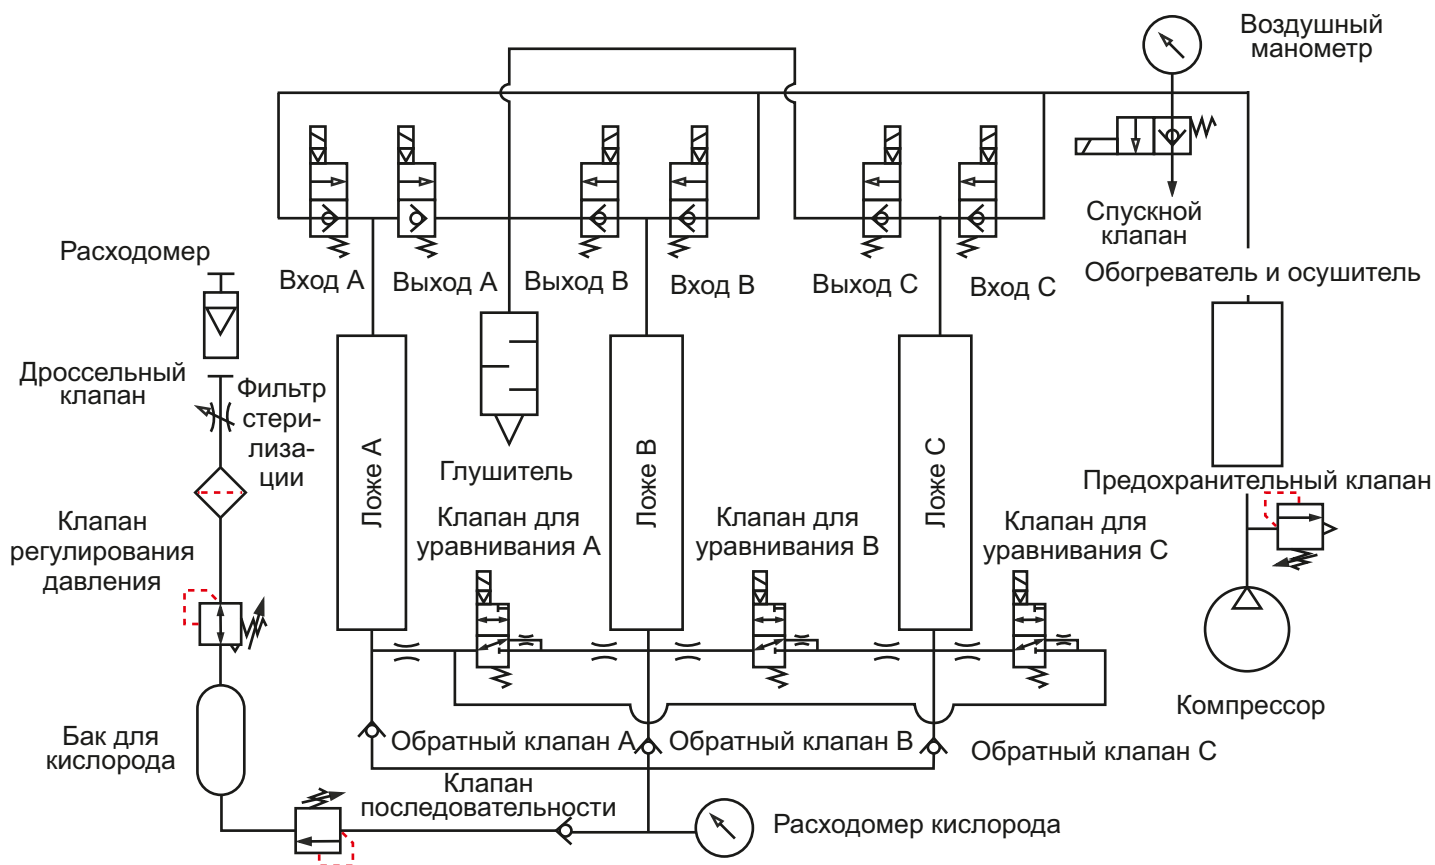 Воздушный
манометр
Спускной
клапан
Расходомер
Вход A
Выход A
Выход B
Вход B
Выход C
Вход C
Обогреватель и осушитель
Дроссельный
клапан
Фильтр
стери-
лиза-
ции
Ложе A
Глушитель
Ложе B
Ложе C
Предохранительный клапан
Клапан
регулирования
давления
Клапан для
уравнивания A
Клапан для
уравнивания B
Клапан для
уравнивания C
Компрессор
Бак для
кислорода
Обратный клапан A
Обратный клапан B
Обратный клапан C
Клапан
последовательности
Расходомер кислорода